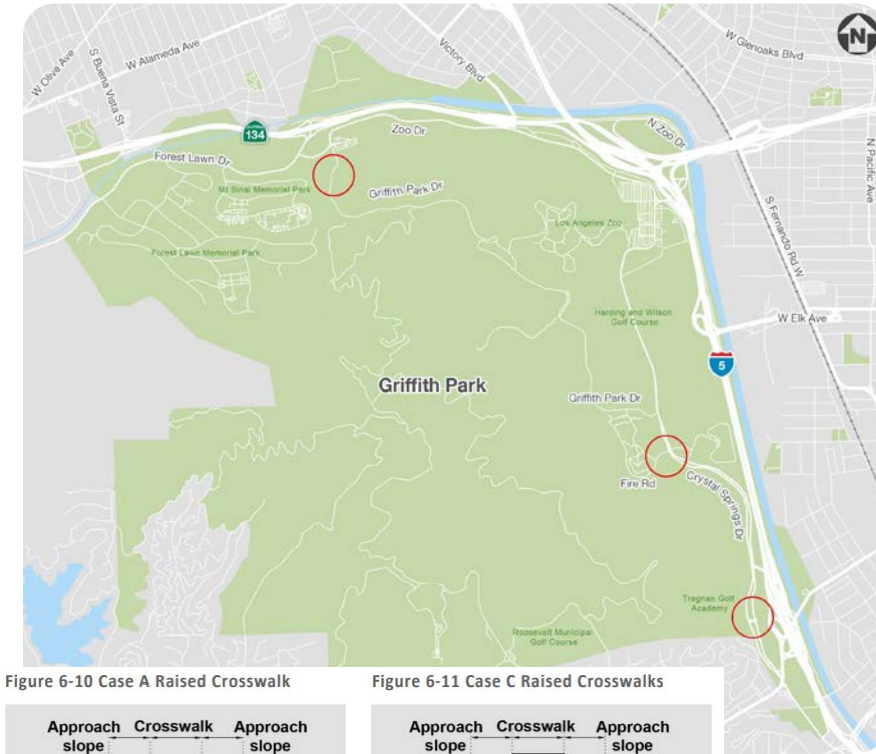 N
W Olive Ave
S Buena Vista St
W Alameda Ave
Victory Blvd
W Glenoaks Blvd
CALIFORNIA
134
Zoo Dr
N Zoo Dr
Forest Lawn Dr
N Pacific Ave
Mt Sinai Memorial Park
Griffith Park Dr
S Fernando Rd W
Los Angeles Zoo
Forest Lawn Memorial Park
Harding and Wilson
Golf Course
W Elk Ave
5
Griffith Park
Griffith Park Dr
Fire Rd
Crystal Springs
Dr
Tregnan Golf
Academy
Roosevelt Municipal
Golf Course
Figure 6-10 Case A Raised Crosswalk
Figure 6-11 Case C Raised Crosswalks
Approach Crosswalk Approach
slope slope
Approach Crosswalk Approach
slope slope